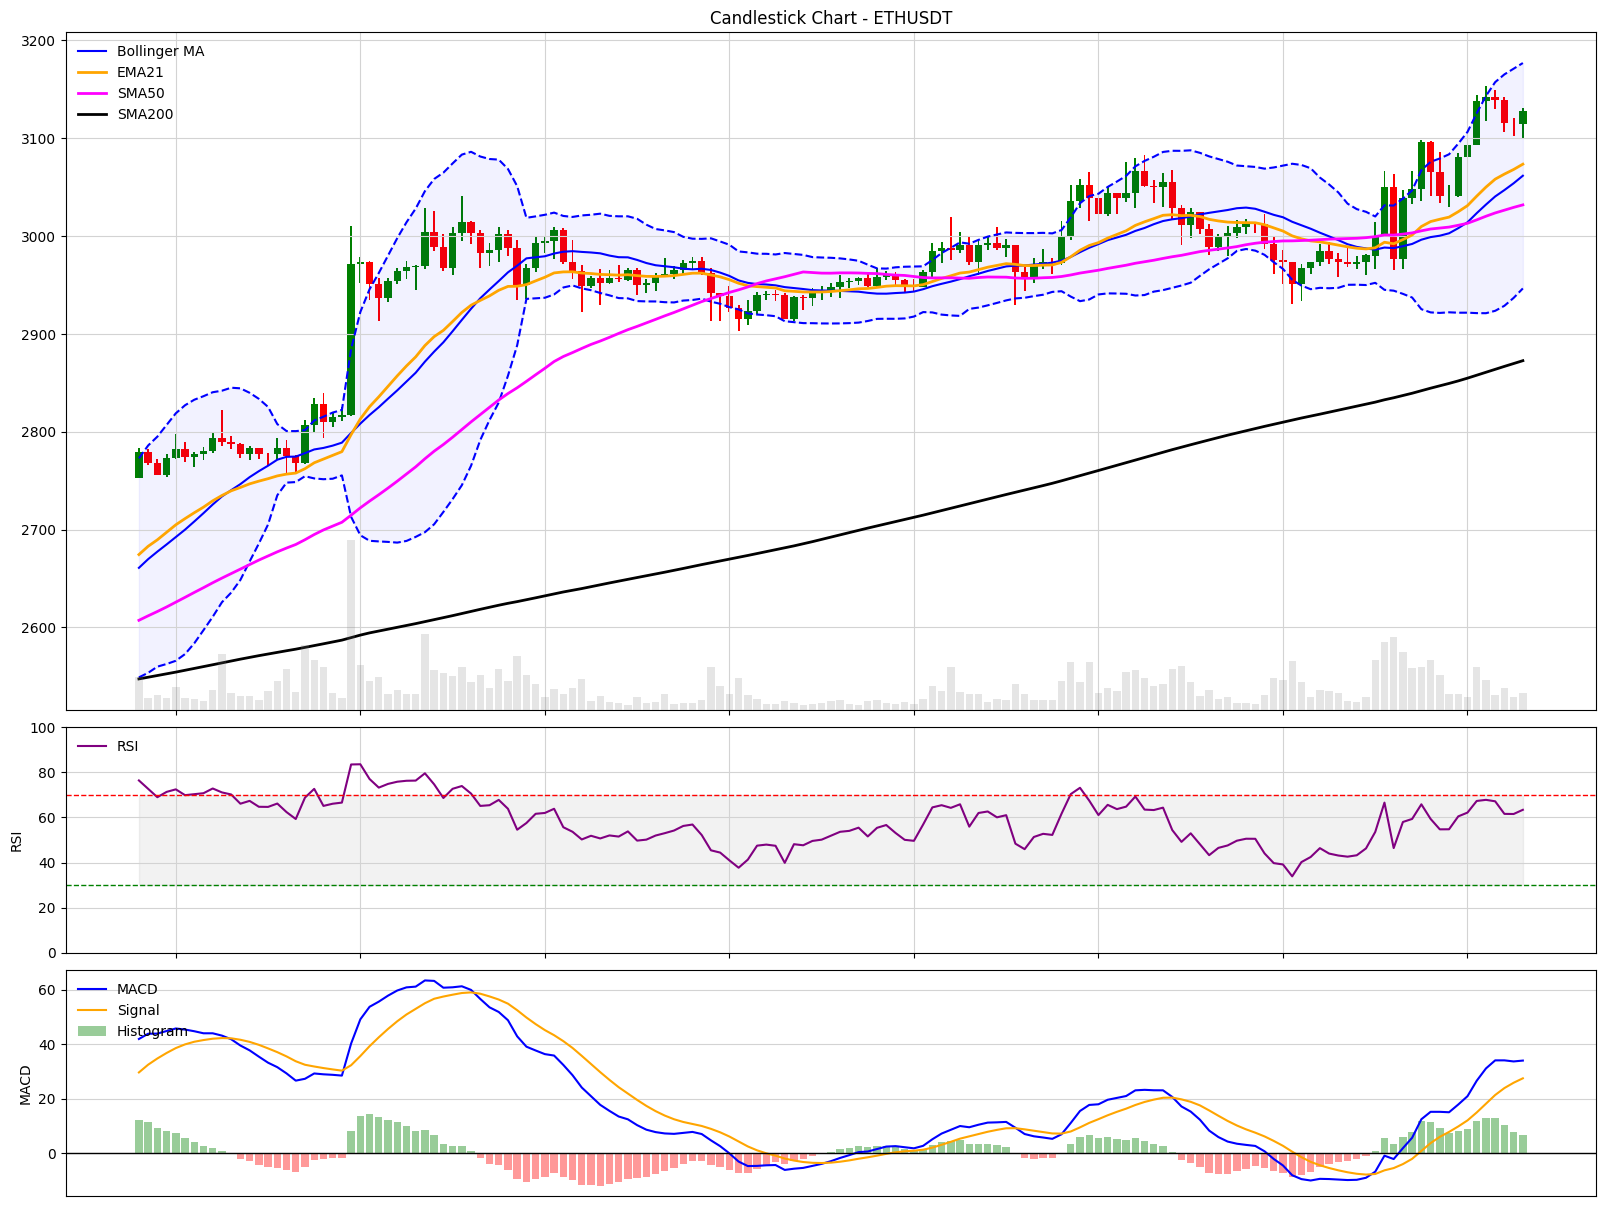 Candlestick Chart - ETHUSDT
3200
3100
3000
2900
2800
2700
2600
Bollinger MA
EMA21
SMA50
SMA200
100
80
60
40
20
0
RSI
RSI
60
40
20
0
MACD
MACD
Signal
Histogram